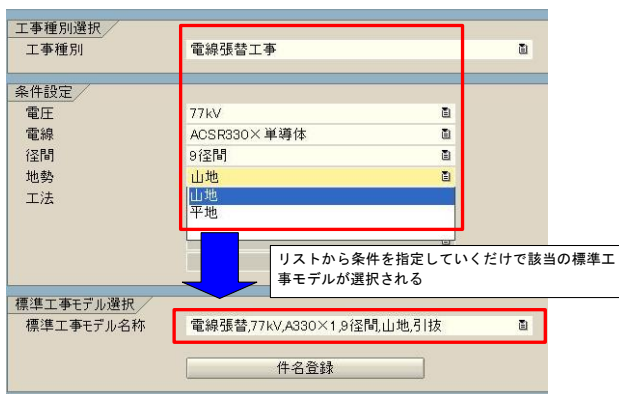 工事種別選択
工事種別 電線張替工事
条件設定
電圧 77kV
電線 ACSR330×単導体
径間 9径間
地勢 山地
山地
工法
平地
リストから条件を指定していくだけで該当の標準工
事モデルが選択される
標準工事モデル選択
標準工事モデル名称 電線張替,77kV,A330×1,9径間,山地,引抜
件名登録